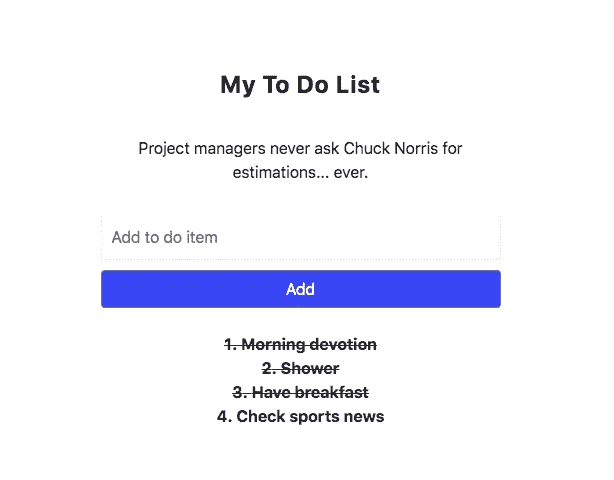 My To Do List
Project managers never ask Chuck Norris for
estimations... ever.
Add to do item
Add
1. Morning devotion
2. Shower
3. Have breakfast
4. Check sports news